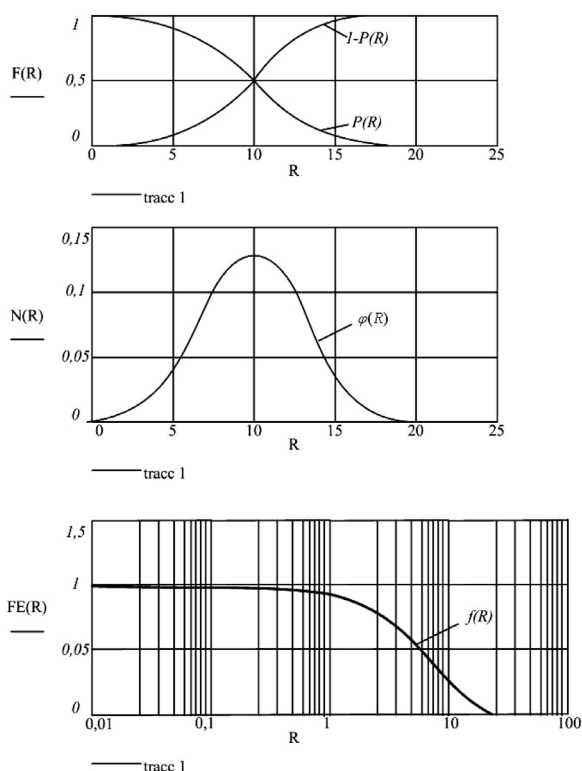 1
1-P(R)
F(R)
0,5
P(R)
0
0 5 10 15 20 25
R
tracc 1
0,15
0,1
N(R)
φ(R)
0,05
0
0 5 10 15 20 25
R
tracc 1
1,5
1
FE(R)
f(R)
0,05
0
0,01 0,1 1 10 100
R
tracc 1